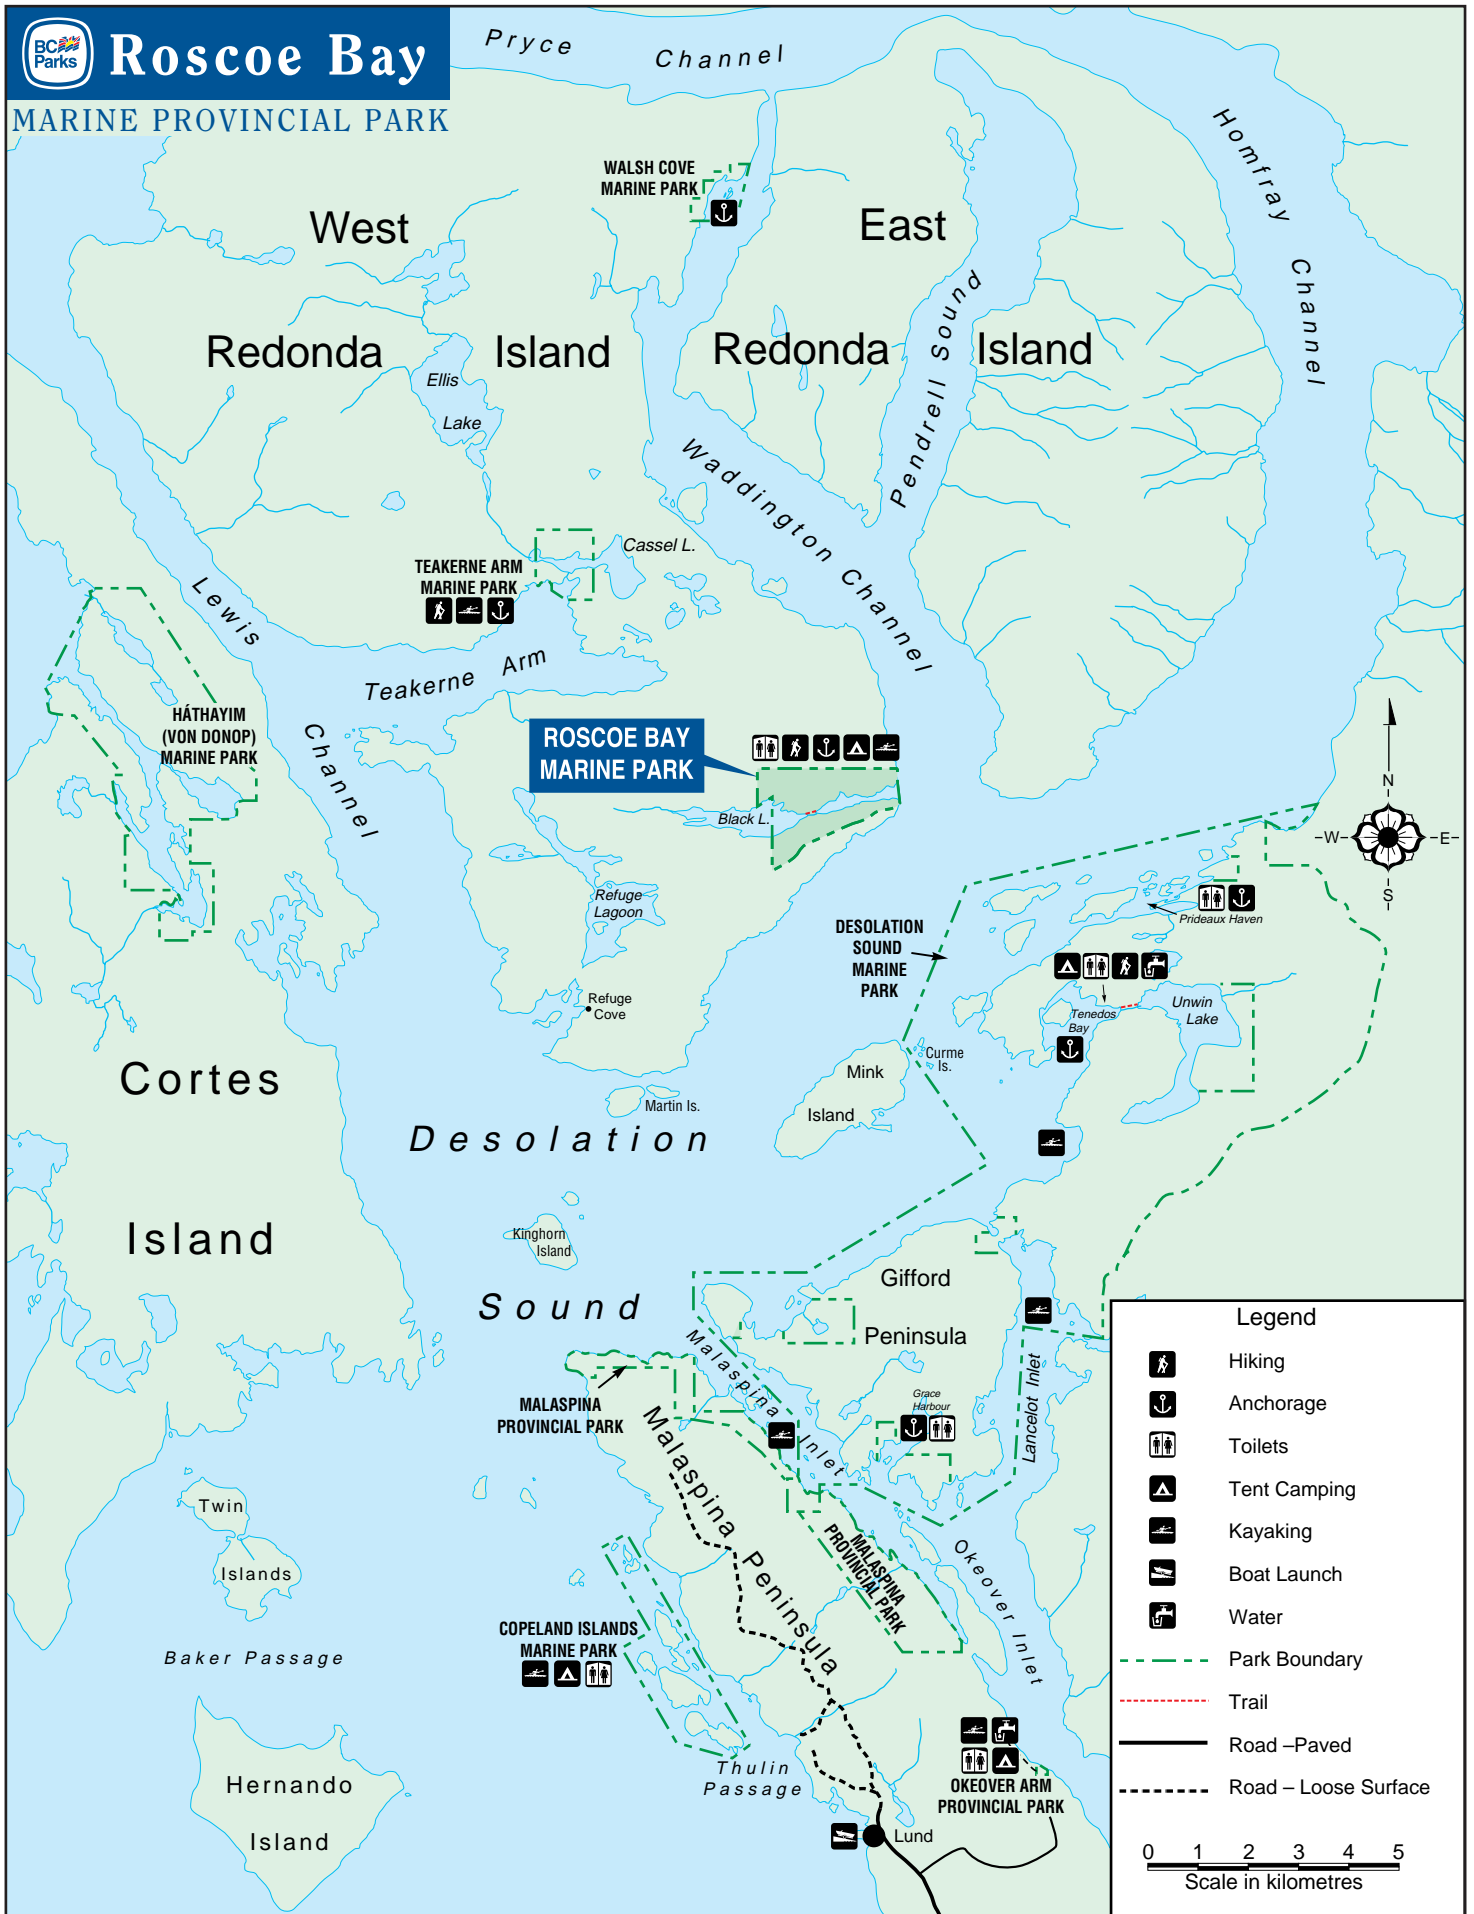 BC
Parks
Roscoe Bay
MARINE PROVINCIAL PARK
Pryce Channel
Homfray Channel
WALSH COVE
MARINE PARK
West
Redonda Island
East
Redonda Island
Pendrell Sound
Ellis
Lake
Waddington Channel
Cassel L.
TEAKERNE ARM
MARINE PARK
Lewis Channel
Teakerne Arm
HÁTHAYIM
(VON DONOP)
MARINE PARK
ROSCOE BAY
MARINE PARK
Black L.
N
W
E
S
Refuge
Lagoon
Prideaux Haven
DESOLATION
SOUND
MARINE
PARK
Refuge
Cove
Tenedos
Bay
Unwin
Lake
Curme
Is.
Mink
Island
Martin Is.
Cortes
Island
Desolation
Sound
Kinghorn
Island
Gifford
Peninsula
Malaspina Inlet
Lancelot Inlet
Grace
Harbour
MALASPINA
PROVINCIAL PARK
Malaspina Peninsula
MALASPINA
PROVINCIAL PARK
Okeover Inlet
Twin
Islands
COPELAND ISLANDS
MARINE PARK
Baker Passage
Hernando
Island
Thulin
Passage
OKEOVER ARM
PROVINCIAL PARK
Lund
Legend
Hiking
Anchorage
Toilets
Tent Camping
Kayaking
Boat Launch
Water
Park Boundary
Trail
Road –Paved
Road – Loose Surface
0 1 2 3 4 5
Scale in kilometres